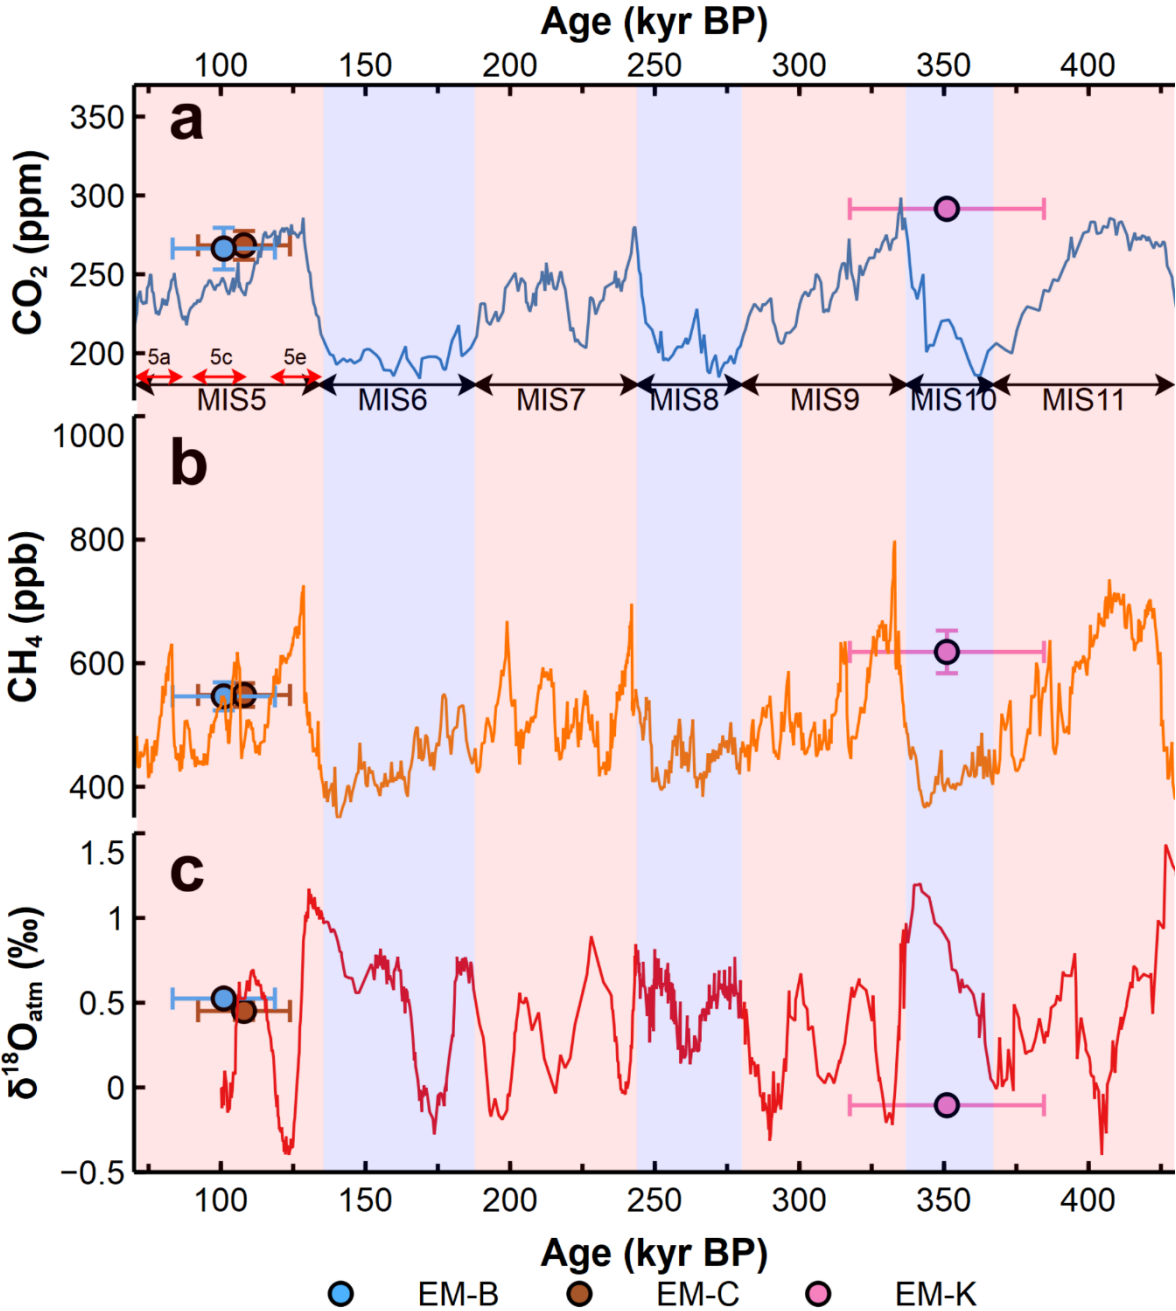 Age (kyr BP)
100 150 200 250 300 350 400
a
CO2 (ppm)
350
300
250
200
5a 5c 5e
MIS5 MIS6 MIS7 MIS8 MIS9 MIS10 MIS11
b
CH4 (ppb)
1000
800
600
400
c
δ18Oatm (‰)
1.5
1
0.5
0
−0.5
100 150 200 250 300 350 400
Age (kyr BP)
EM-B EM-C EM-K